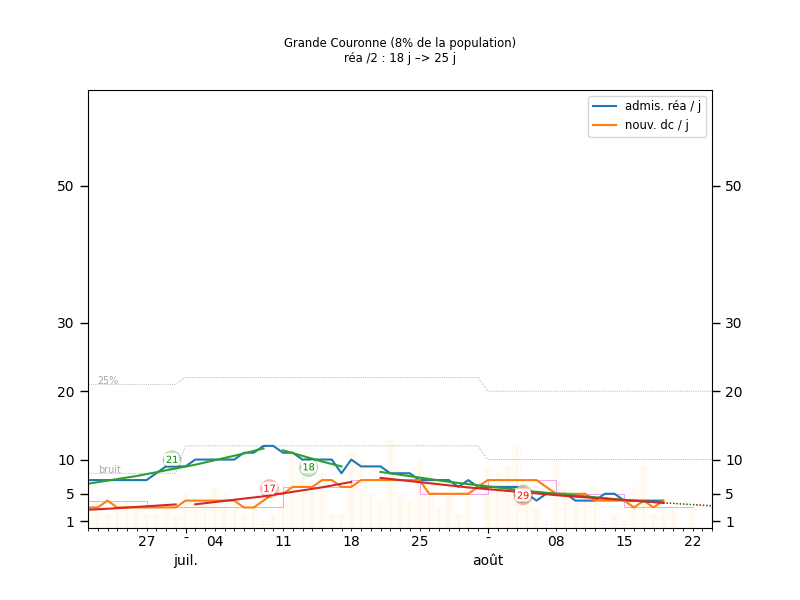 Grande Couronne (8% de la population)
réa /2 : 18 j –> 25 j
admis. réa / j
nouv. dc / j
50 50
30 30
25%
20 20
21
18
10 10
bruit
17
29
5 5
1 1
27 - 04 11 18 25 - 08 15 22
juil. août